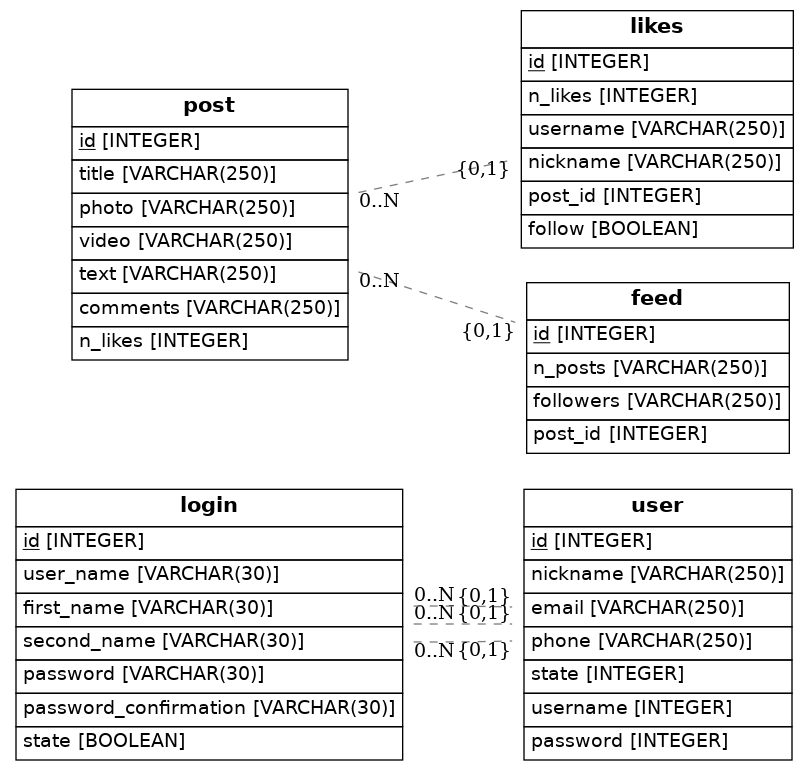 likes
id [INTEGER]
n_likes [INTEGER]
username [VARCHAR(250)]
nickname [VARCHAR(250)]
post_id [INTEGER]
follow [BOOLEAN]
post
id [INTEGER]
title [VARCHAR(250)]
photo [VARCHAR(250)]
video [VARCHAR(250)]
text [VARCHAR(250)]
comments [VARCHAR(250)]
n_likes [INTEGER]
{0,1}
0..N
0..N
{0,1}
feed
id [INTEGER]
n_posts [VARCHAR(250)]
followers [VARCHAR(250)]
post_id [INTEGER]
login
id [INTEGER]
user_name [VARCHAR(30)]
first_name [VARCHAR(30)]
second_name [VARCHAR(30)]
password [VARCHAR(30)]
password_confirmation [VARCHAR(30)]
state [BOOLEAN]
0..N {0,1}
0..N {0,1}
0..N {0,1}
user
id [INTEGER]
nickname [VARCHAR(250)]
email [VARCHAR(250)]
phone [VARCHAR(250)]
state [INTEGER]
username [INTEGER]
password [INTEGER]